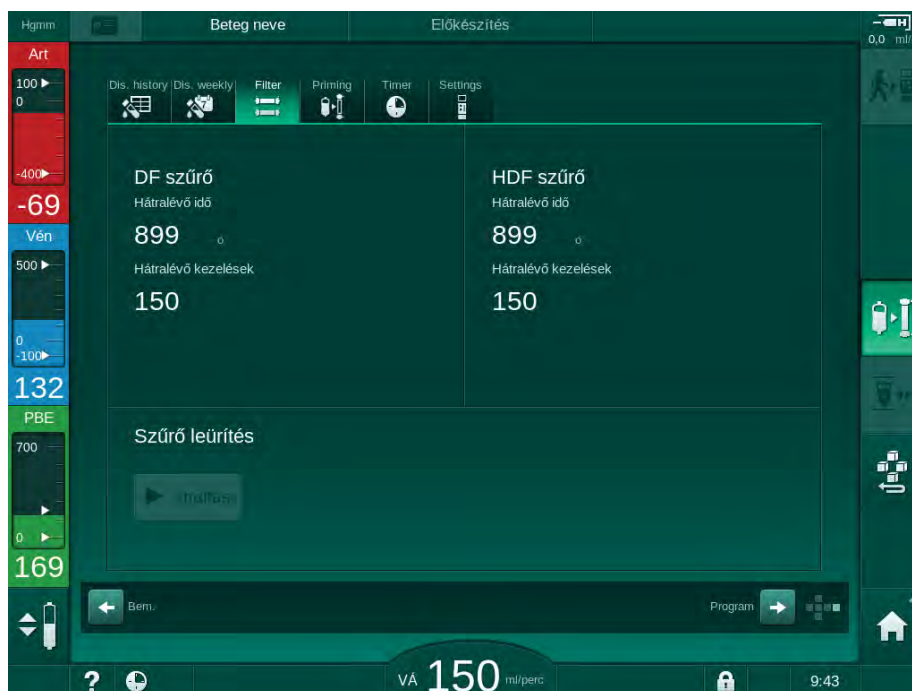 Hgmm
Beteg neve
Előkészítés
0,0 ml/
Art
100
0
-400
-69
Vén
500
0
-100
132
PBE
700
0
169
Dis. history
Dis. weekly
Filter
Priming
Timer
Settings
7
DF szűrő
Hátralévő idő
899 ó
Hátralévő kezelések
150
HDF szűrő
Hátralévő idő
899 ó
Hátralévő kezelések
150
Szűrő leürítés
Bem.
Program
?
VÁ 150 ml/perc
9:43